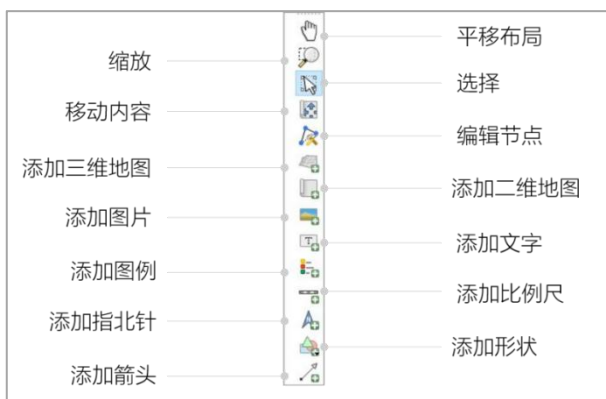 平移布局
缩放
选择
移动内容
编辑节点
添加三维地图
添加二维地图
添加图片
添加文字
添加图例
添加比例尺
添加指北针
添加形状
添加箭头